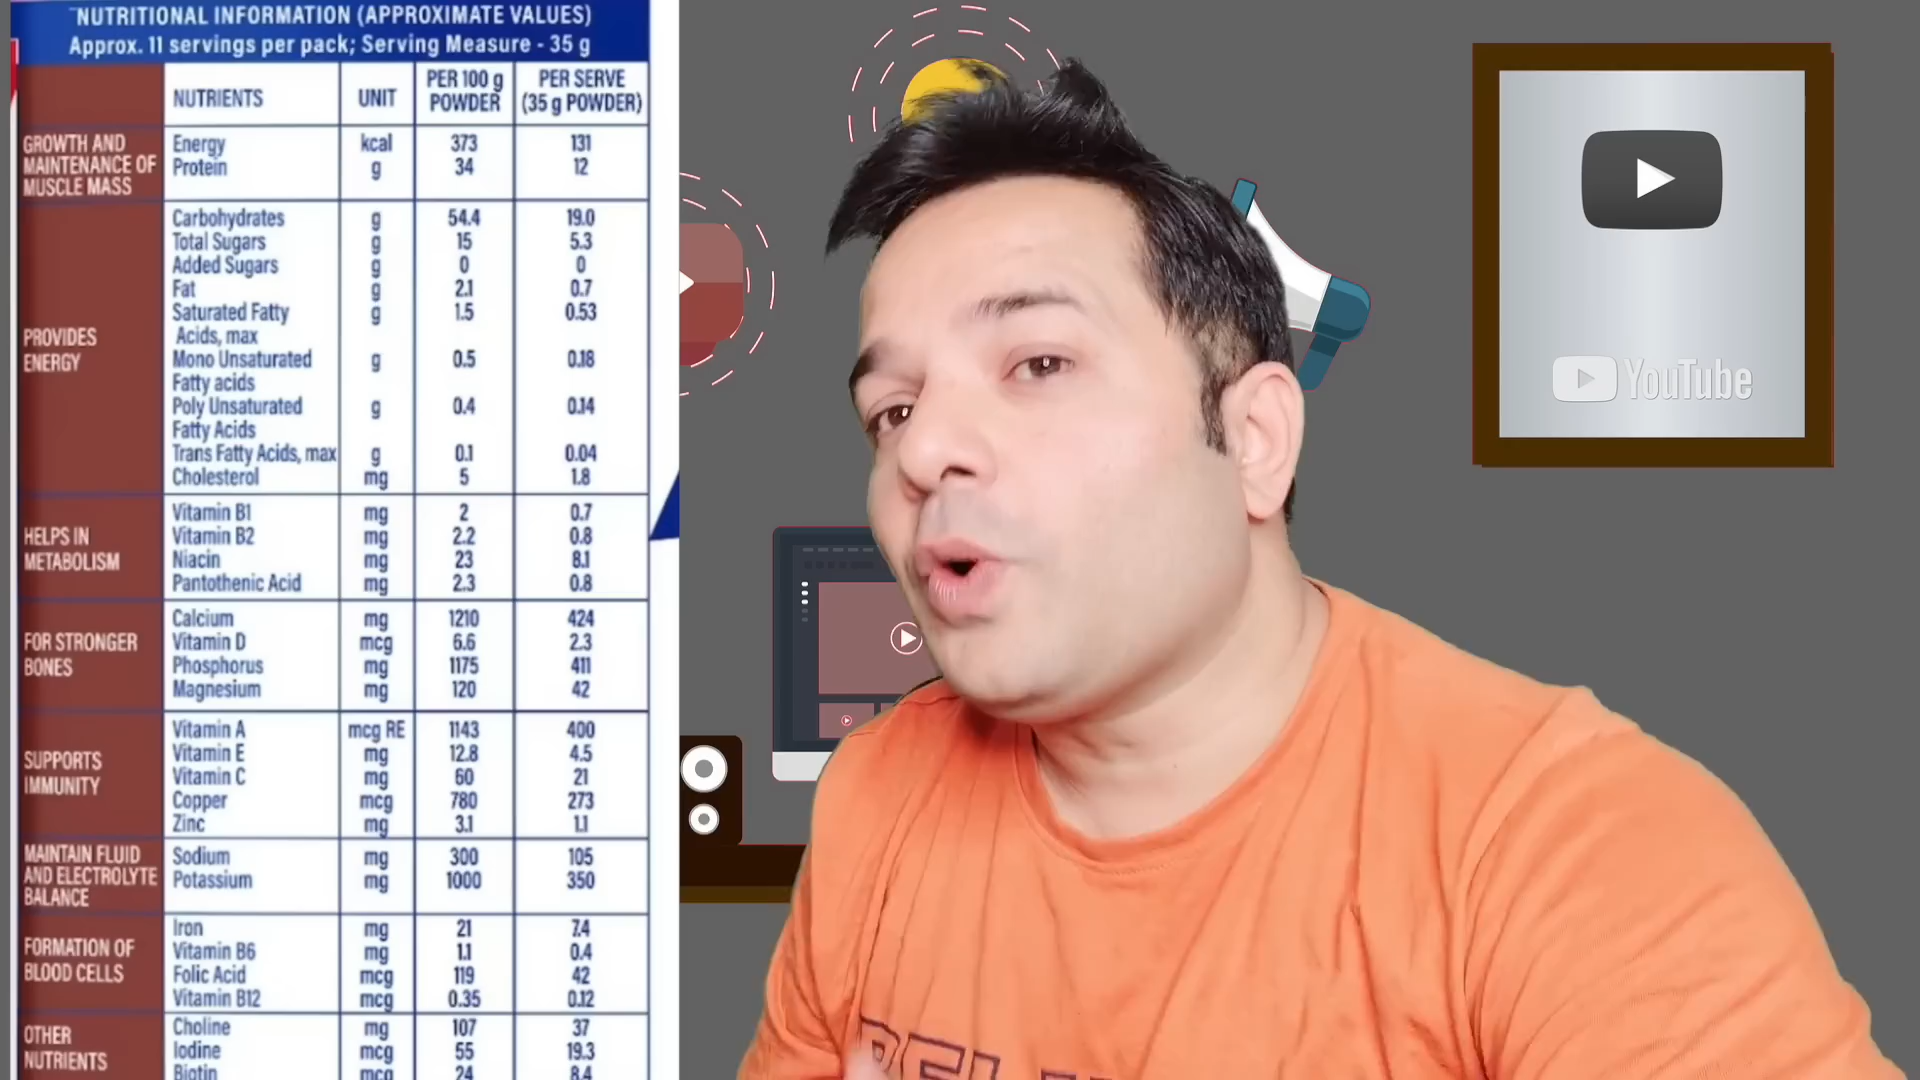 NUTRITIONAL INFORMATION (APPROXIMATE VALUES)
Approx. 11 servings per pack; Serving Measure - 35 g
NUTRIENTS UNIT PER 100 g POWDER PER SERVE (35 g POWDER)
GROWTH AND
MAINTENANCE OF
MUSCLE MASS
Energy kcal 373 131
Protein g 34 12
PROVIDES
ENERGY
Carbohydrates g 54.4 19.0
Total Sugars g 15 5.3
Added Sugars g 0 0
Fat g 2.1 0.7
Saturated Fatty g 1.5 0.53
Acids, max
Mono Unsaturated g 0.5 0.18
Fatty acids
Poly Unsaturated g 0.4 0.14
Fatty Acids
Trans Fatty Acids, max g 0.1 0.04
Cholesterol mg 5 1.8
HELPS IN
METABOLISM
Vitamin B1 mg 2 0.7
Vitamin B2 mg 2.2 0.8
Niacin mg 23 8.1
Pantothenic Acid mg 2.3 0.8
FOR STRONGER
BONES
Calcium mg 1210 424
Vitamin D mcg 6.6 2.3
Phosphorus mg 1175 411
Magnesium mg 120 42
SUPPORTS
IMMUNITY
Vitamin A mcg RE 1143 400
Vitamin E mg 12.8 4.5
Vitamin C mg 60 21
Copper mcg 780 273
Zinc mg 3.1 1.1
MAINTAIN FLUID
AND ELECTROLYTE
BALANCE
Sodium mg 300 105
Potassium mg 1000 350
FORMATION OF
BLOOD CELLS
Iron mg 21 7.4
Vitamin B6 mg 1.1 0.4
Folic Acid mcg 119 42
Vitamin B12 mcg 0.35 0.12
OTHER
NUTRIENTS
Choline mg 107 37
Iodine mcg 55 19.3
Biotin mcg 24 8.4
YouTube